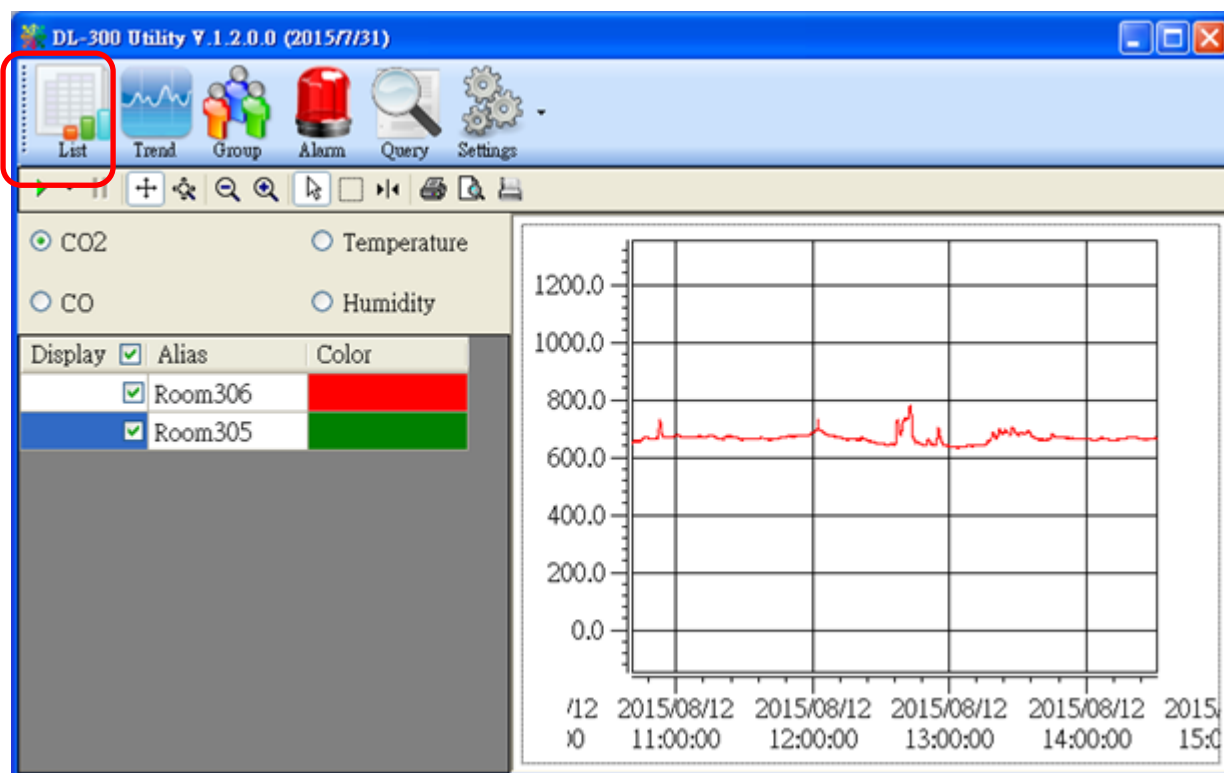 DL-300 Utility V.1.2.0.0 (2015/7/31)
List Trend Group Alarm Query Settings
CO2 Temperature
CO Humidity
Display Alias Color
Room306
Room305
1200.0
1000.0
800.0
600.0
400.0
200.0
0.0
/12 2015/08/12 2015/08/12 2015/08/12 2015/08/12 2015/
00 11:00:00 12:00:00 13:00:00 14:00:00 15:0